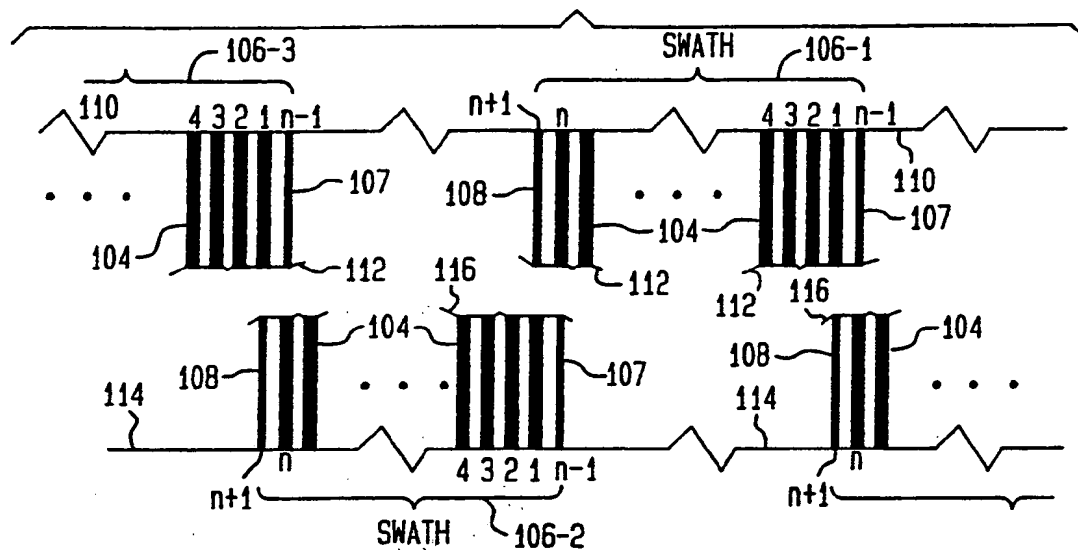 SWATH
106-3 106-1
110 4 3 2 1 n-1 n+1 n 4 3 2 1 n-1
110
107 108 107
104 104
112 116 112 112 116
104 104
108 107 108
114 114
n 4 3 2 1 n-1 n
n+1 n+1
SWATH 106-2